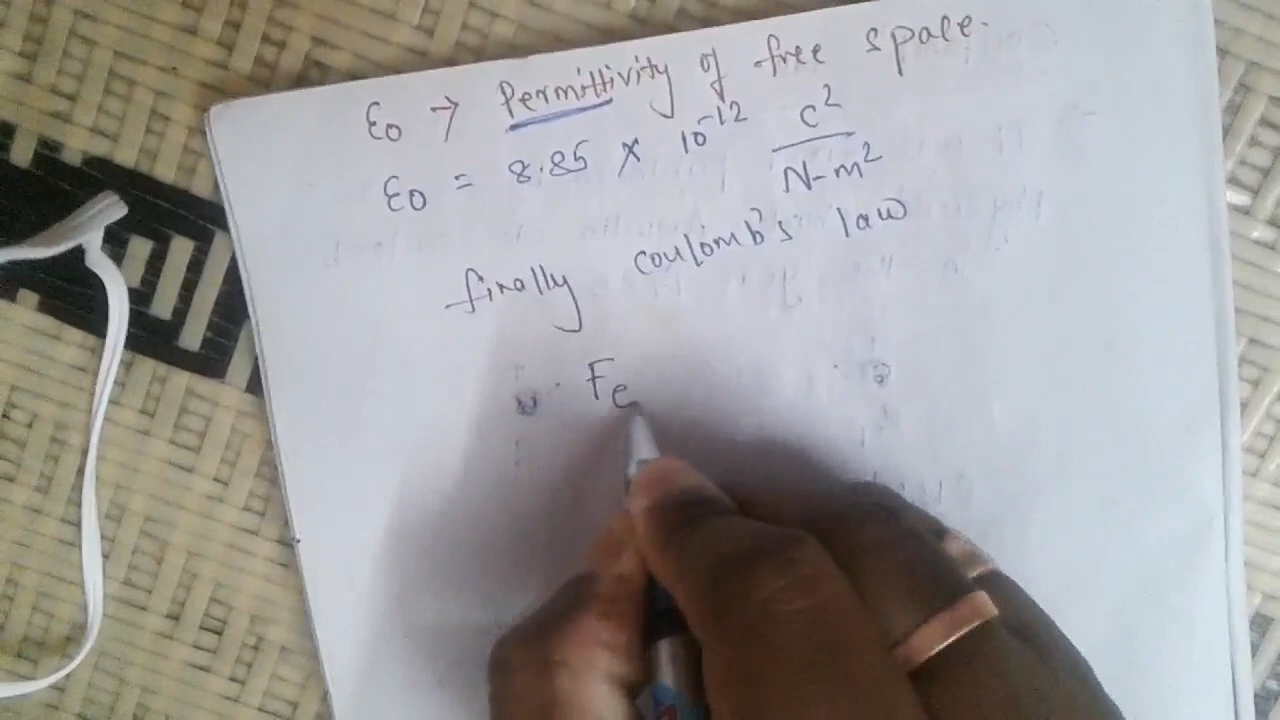 ε0 → Permittivity of free space.
ε0 = 8.85 × 10^-12 C^2/N-m^2
finally coulomb's law
Fe